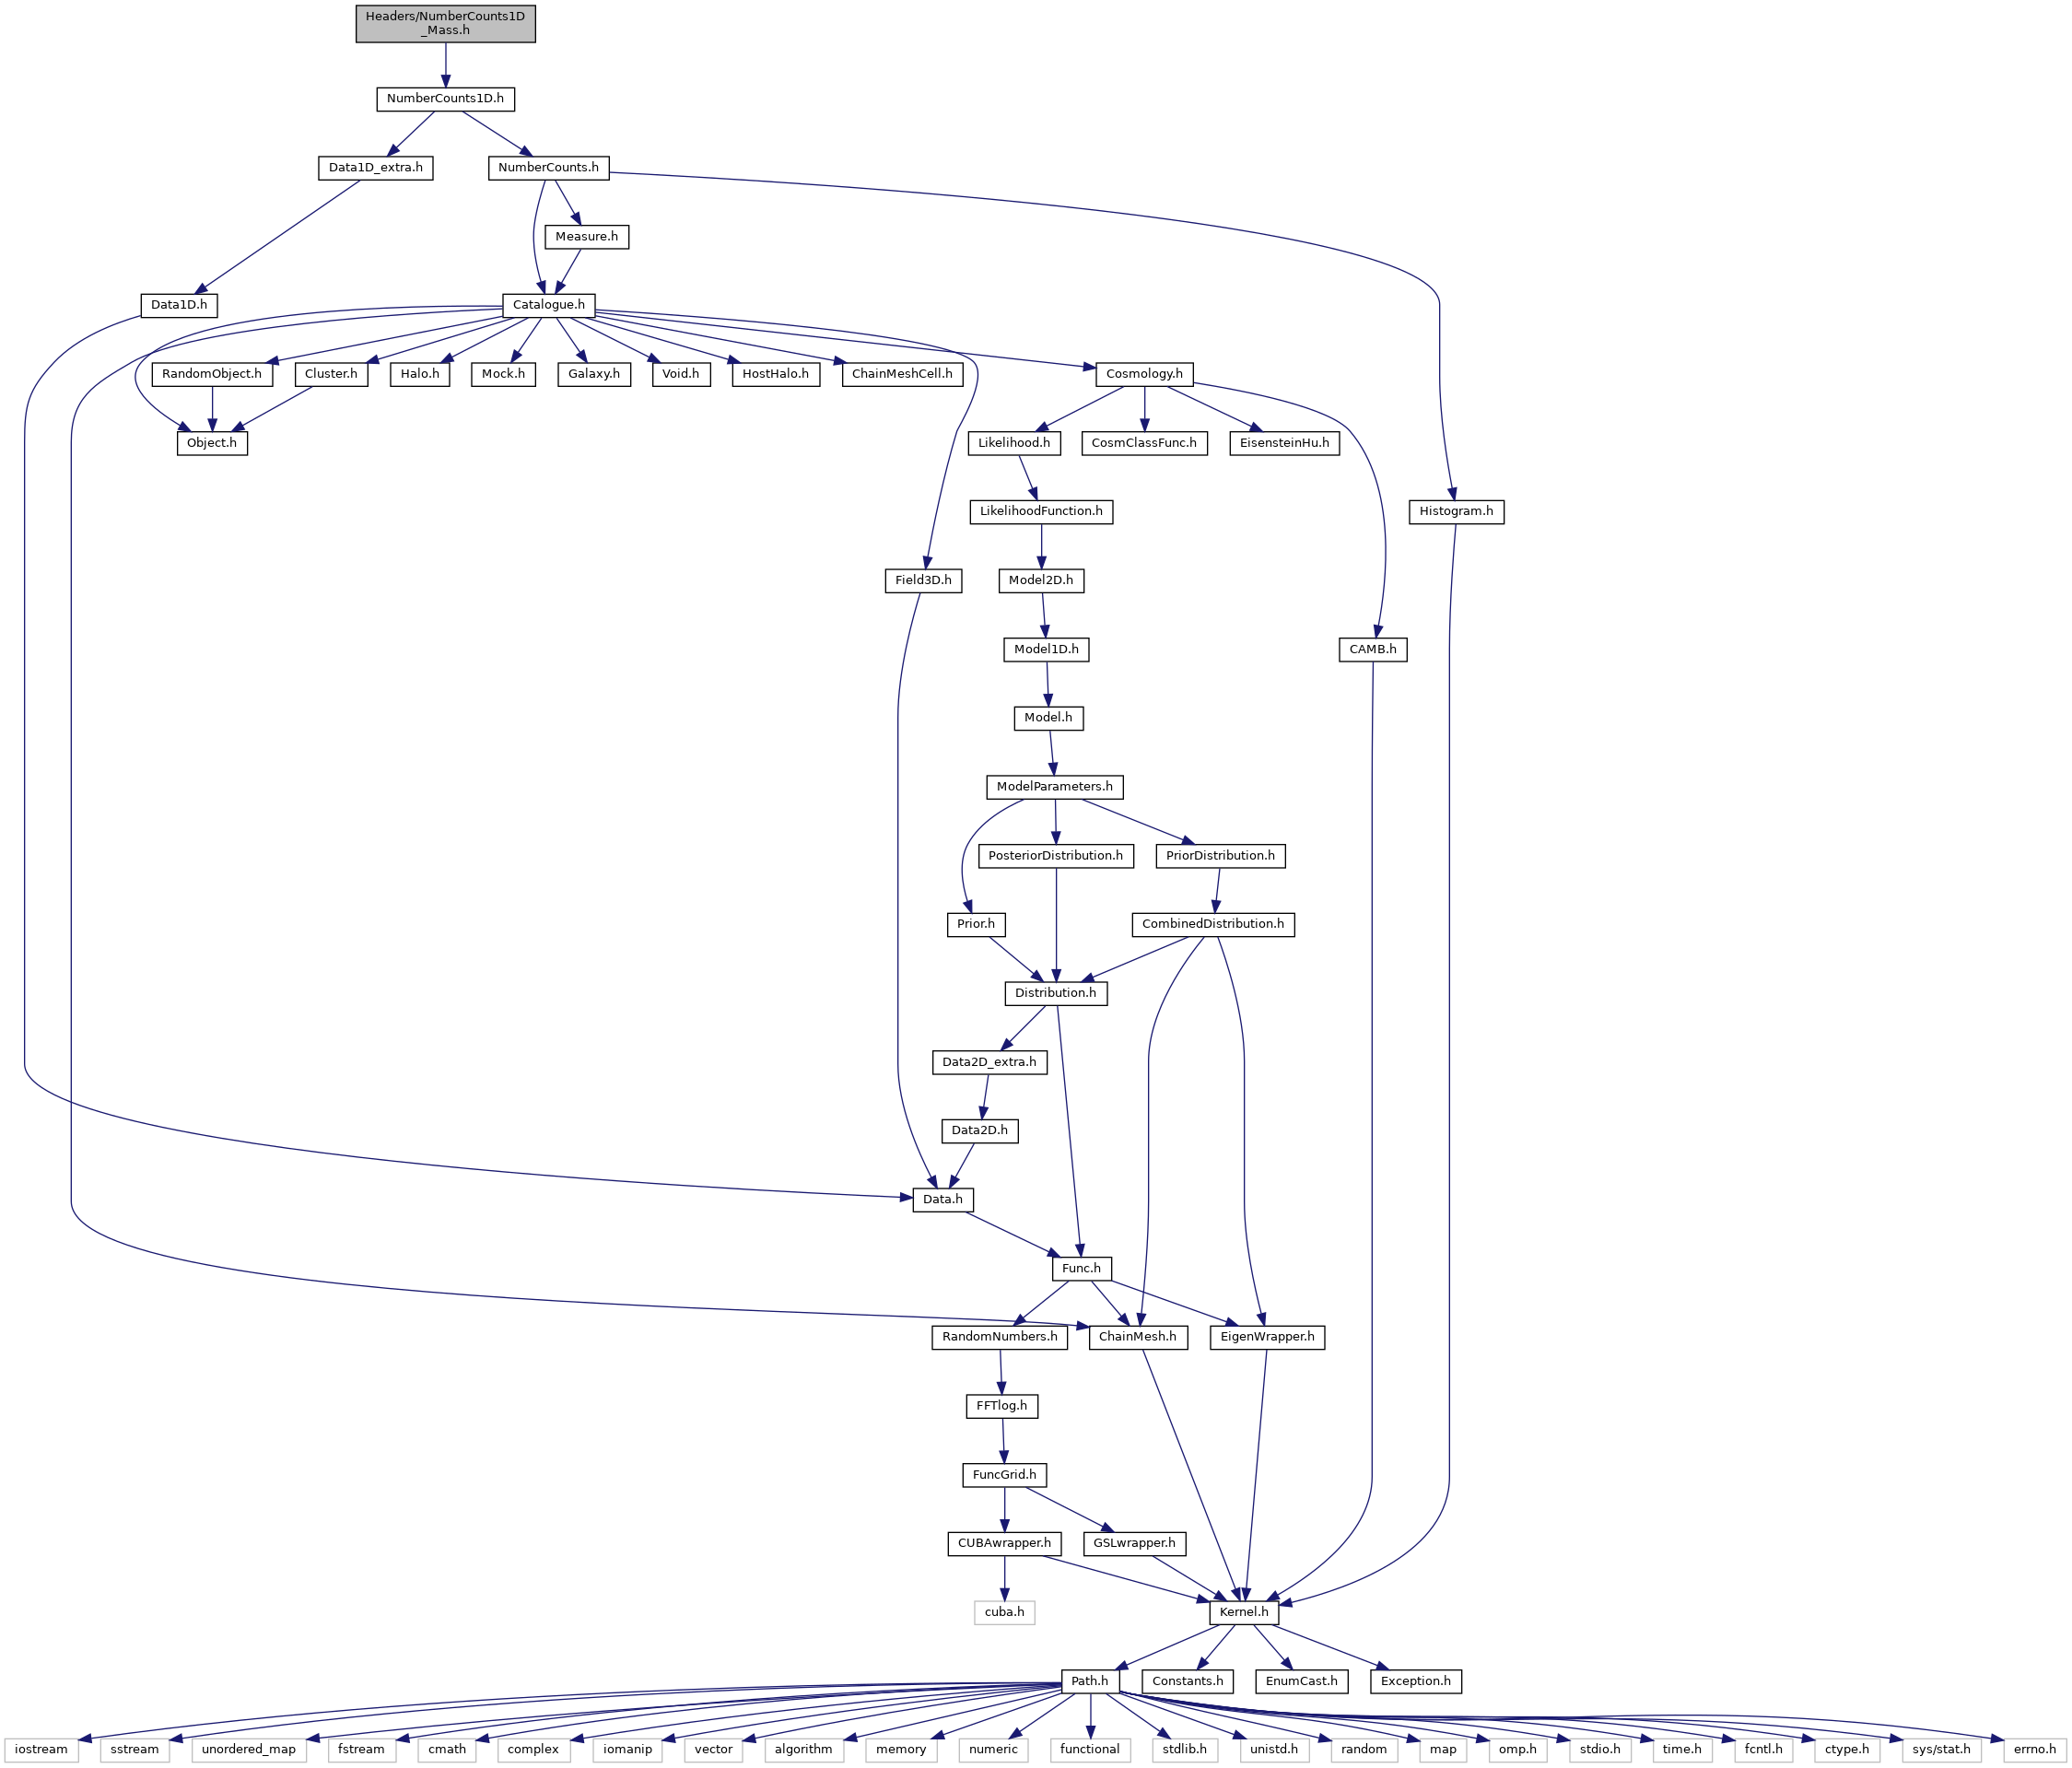 Headers/NumberCounts1D
_Mass.h
NumberCounts1D.h
Data1D_extra.h
NumberCounts.h
Measure.h
Data1D.h
Catalogue.h
RandomObject.h
Cluster.h
Halo.h
Mock.h
Galaxy.h
Void.h
HostHalo.h
ChainMeshCell.h
Cosmology.h
Object.h
Likelihood.h
CosmClassFunc.h
EisensteinHu.h
LikelihoodFunction.h
Histogram.h
Field3D.h
Model2D.h
Model1D.h
CAMB.h
Model.h
ModelParameters.h
PosteriorDistribution.h
PriorDistribution.h
Prior.h
CombinedDistribution.h
Distribution.h
Data2D_extra.h
Data2D.h
Data.h
Func.h
RandomNumbers.h
ChainMesh.h
EigenWrapper.h
FFTlog.h
FuncGrid.h
CUBAwrapper.h
GSLwrapper.h
cuba.h
Kernel.h
Path.h
Constants.h
EnumCast.h
Exception.h
iostream
sstream
unordered_map
fstream
cmath
complex
iomanip
vector
algorithm
memory
numeric
functional
stdlib.h
unistd.h
random
map
omp.h
stdio.h
time.h
fcntl.h
ctype.h
sys/stat.h
errno.h